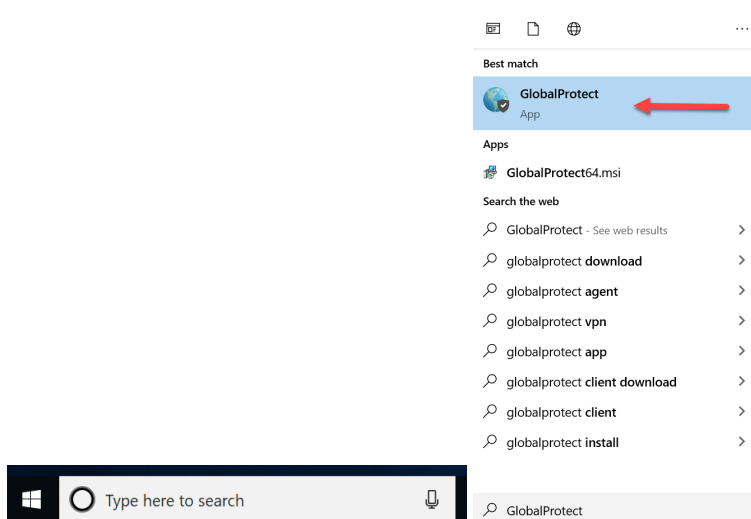 Best match
GlobalProtect
App
Apps
GlobalProtect64.msi
Search the web
GlobalProtect - See web results
globalprotect download
globalprotect agent
globalprotect vpn
globalprotect app
globalprotect client download
globalprotect client
globalprotect install
Type here to search
GlobalProtect